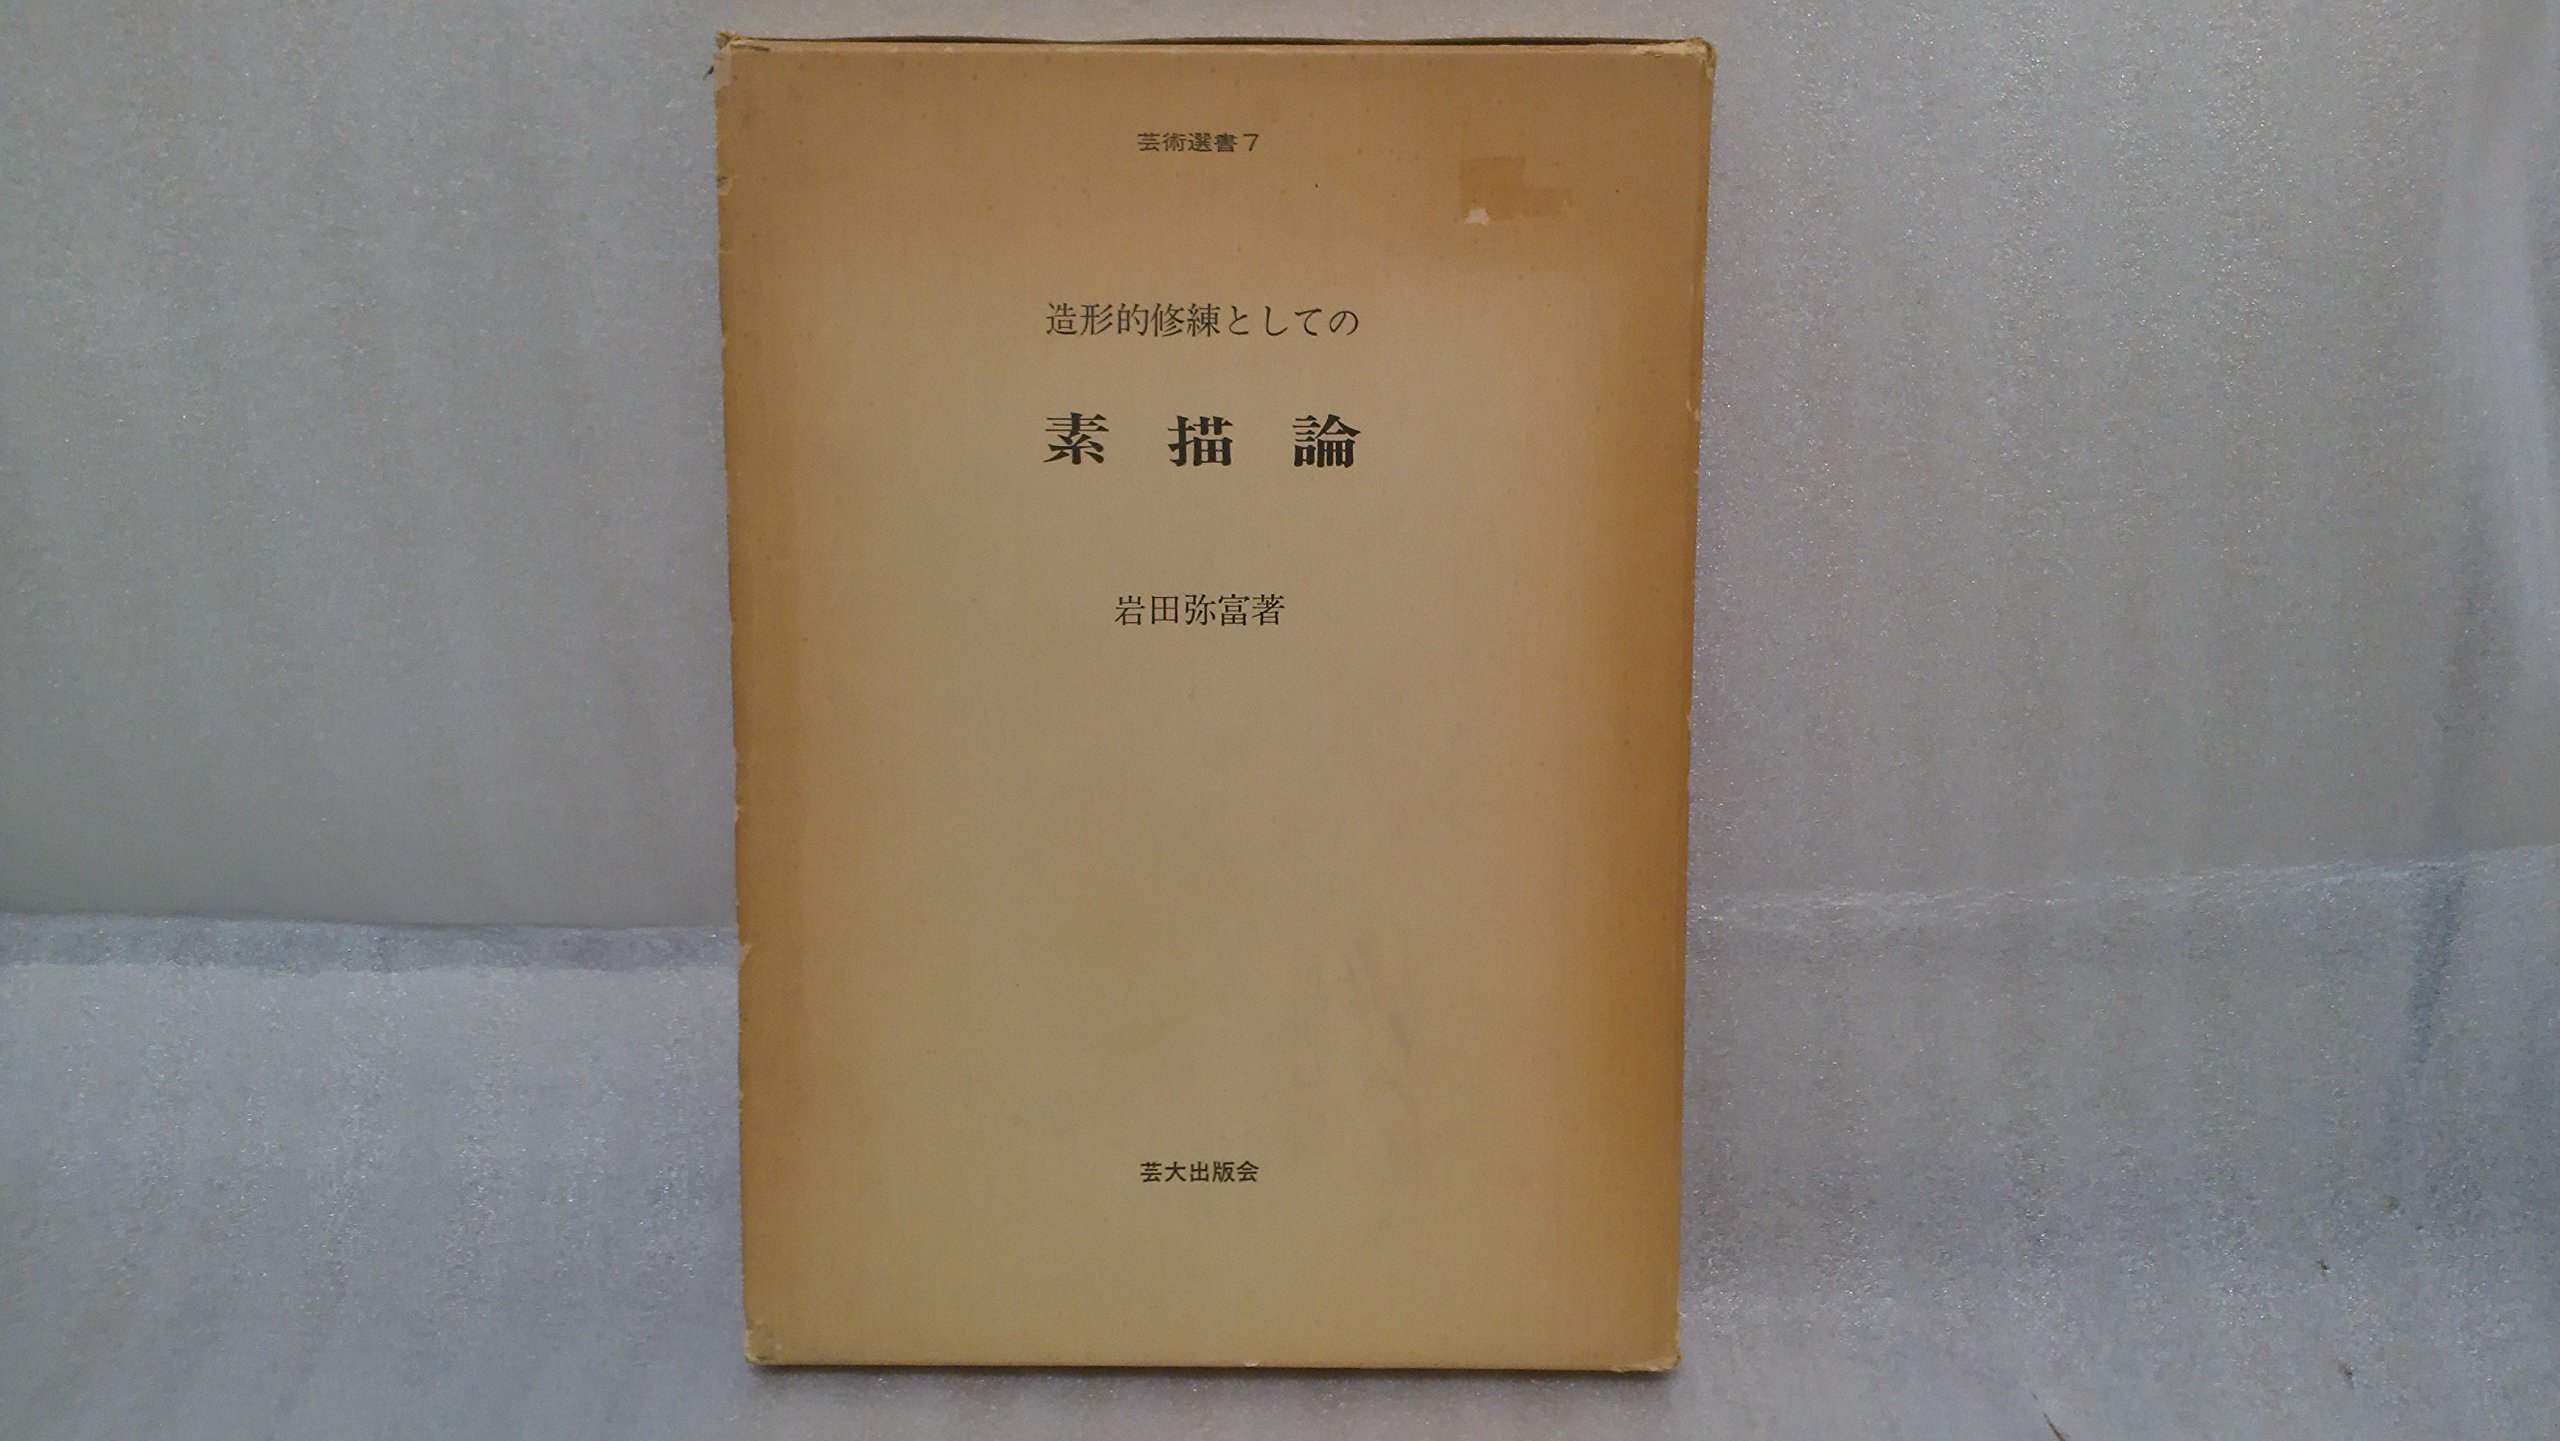 芸術選書7
造形的修練としての
素描論
岩田弥富著
芸大出版会